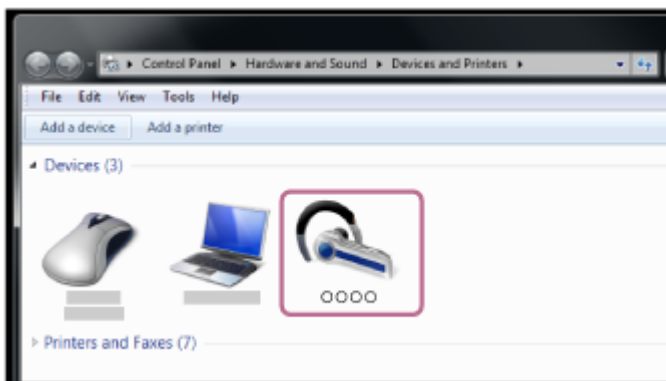 Control Panel ▸ Hardware and Sound ▸ Devices and Printers ▸
File Edit View Tools Help
Add a device Add a printer
Devices (3)
OOOO
Printers and Faxes (7)